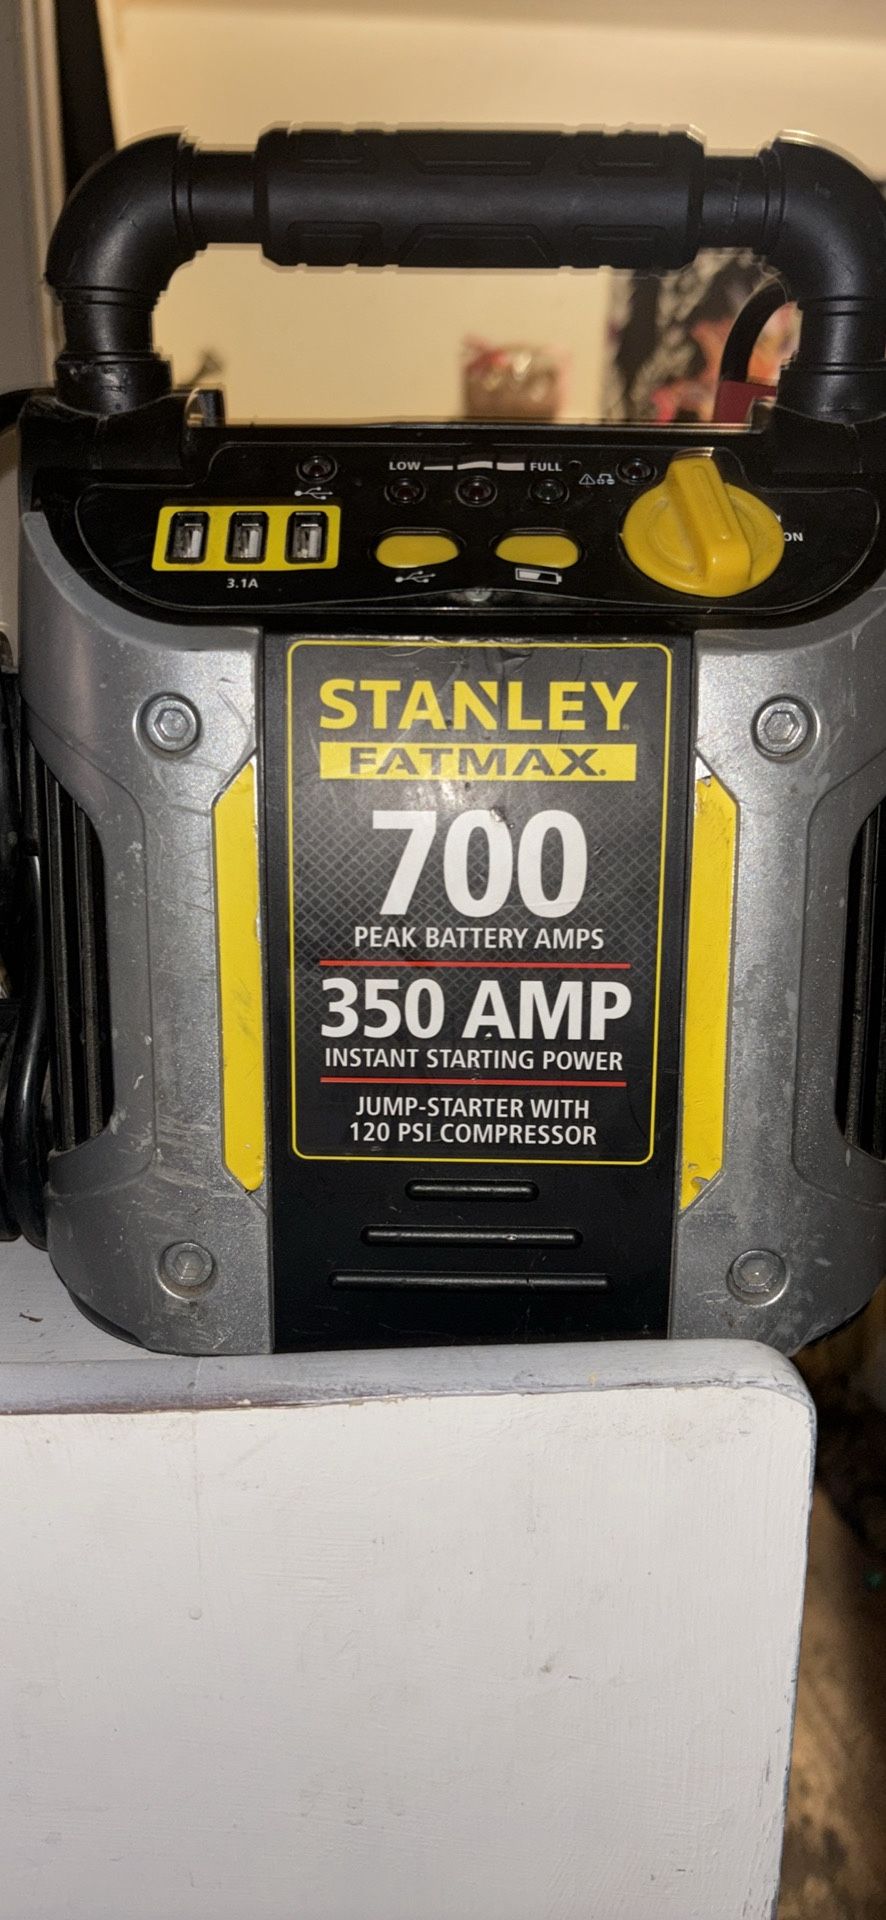 LOW FULL
ON
3.1A
STANLEY
FATMAX.
700
PEAK BATTERY AMPS
350 AMP
INSTANT STARTING POWER
JUMP-STARTER WITH
120 PSI COMPRESSOR